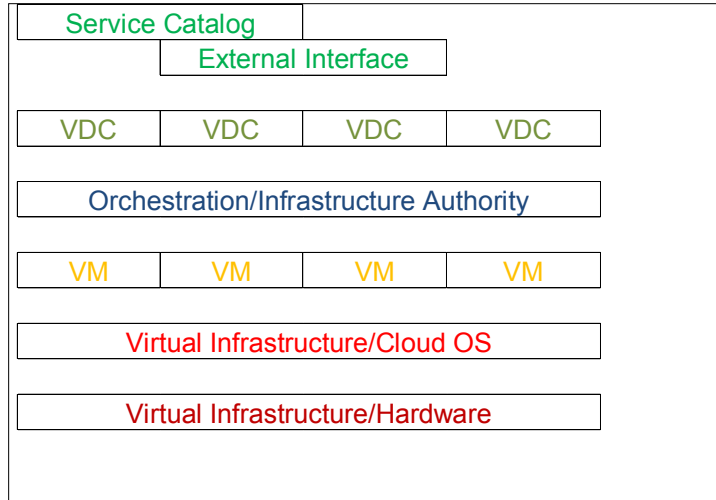 Service Catalog
External Interface
VDC VDC VDC VDC
Orchestration/Infrastructure Authority
VM VM VM VM
Virtual Infrastructure/Cloud OS
Virtual Infrastructure/Hardware